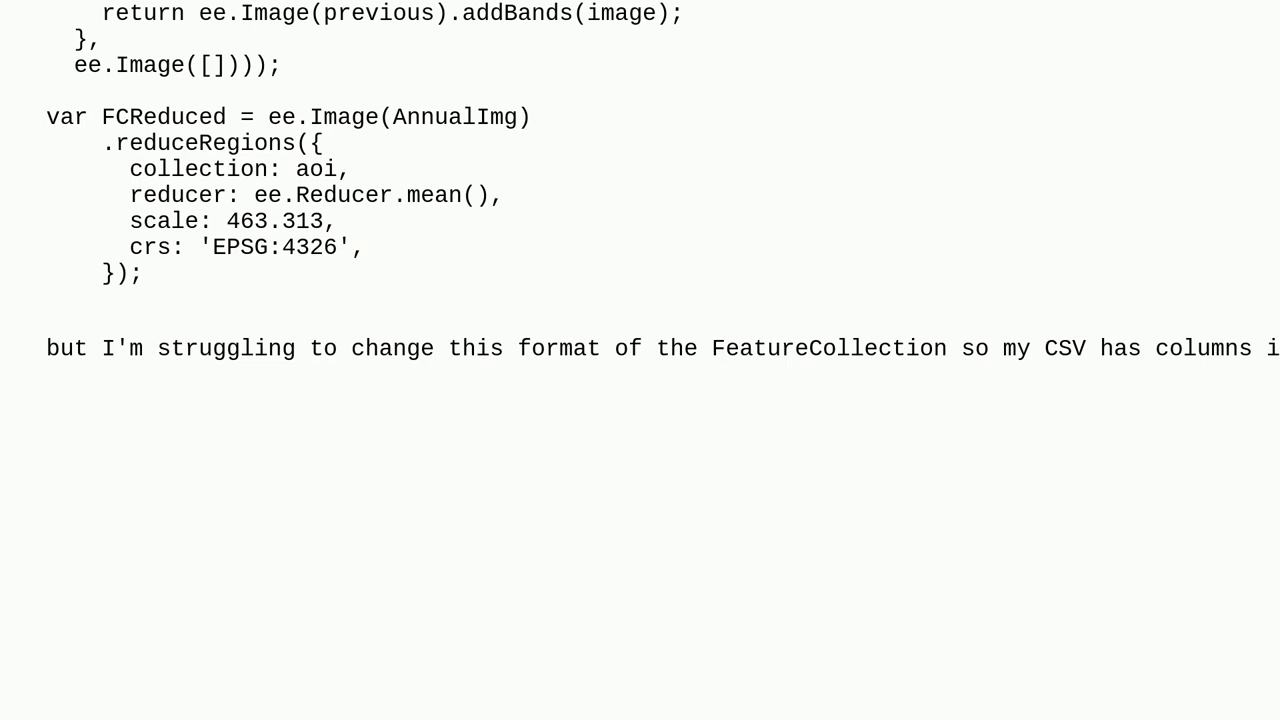 return ee.Image(previous).addBands(image);
},
ee.Image([])));
var FCReduced = ee.Image(AnnualImg)
.reduceRegions({
collection: aoi,
reducer: ee.Reducer.mean(),
scale: 463.313,
crs: 'EPSG:4326',
});
but I'm struggling to change this format of the FeatureCollection so my CSV has columns i